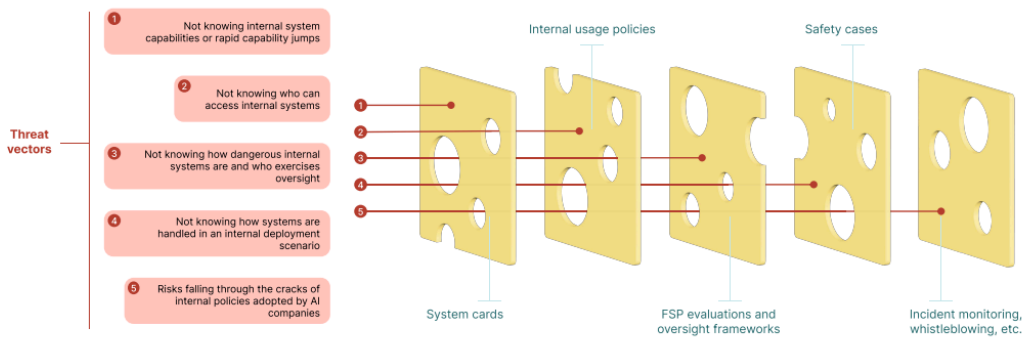 Threat
vectors
1
Not knowing internal system
capabilities or rapid capability jumps
2
Not knowing who can
access internal systems
3
Not knowing how dangerous internal
systems are and who exercises
oversight
4
Not knowing how systems are
handled in an internal deployment
scenario
5
Risks falling through the cracks of
internal policies adopted by AI
companies
Internal usage policies
Safety cases
1
2
3
4
5
System cards
FSP evaluations and
oversight frameworks
Incident monitoring,
whistleblowing, etc.